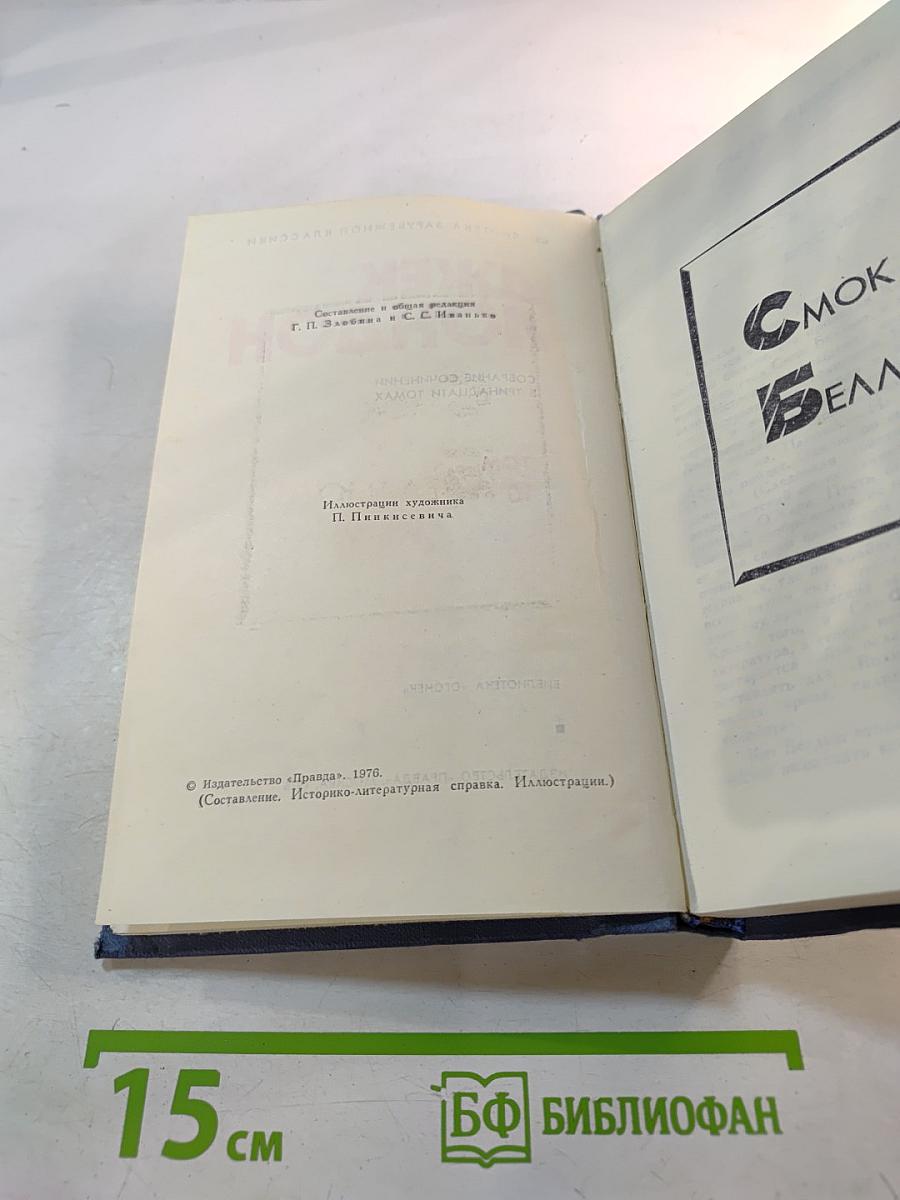 Составление и общая редакция
Г. П. Злобина и С. С. Иванько
Иллюстрации художника
П. Пинкисевича
© Издательство «Правда». 1976.
(Составление. Историко-литературная справка. Иллюстрации.)
Смок
Белл
15 см
БФ БИБЛИОФАН